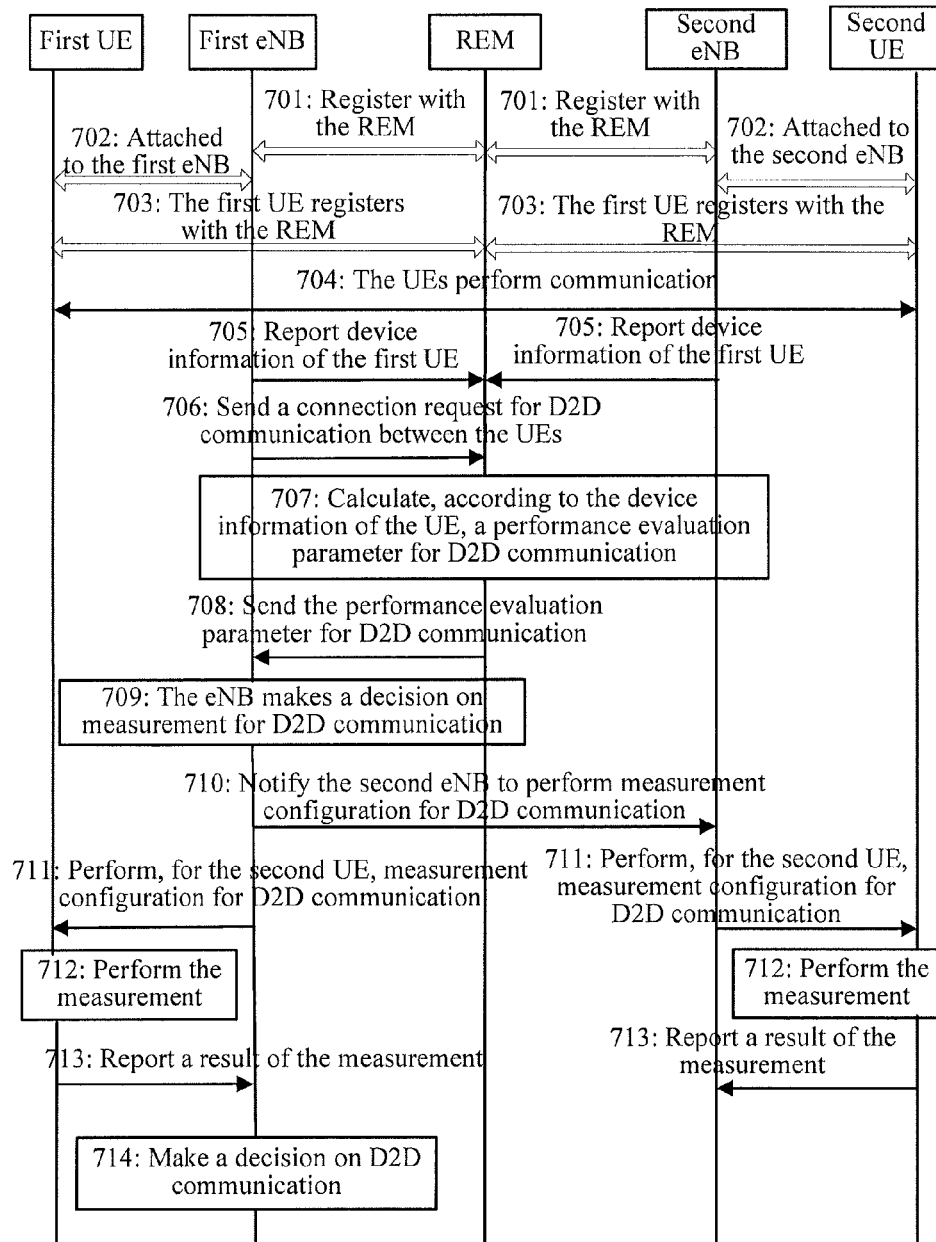 First UE
First eNB
REM
Second
eNB
Second
UE
701: Register with
the REM
701: Register with
the REM
702: Attached
to the first eNB
702: Attached to
the second eNB
703: The first UE registers
with the REM
703: The first UE registers with the
REM
704: The UEs perform communication
705: Report device
information of the first UE
705: Report device
information of the first UE
706: Send a connection request for D2D
communication between the UEs
707: Calculate, according to the device
information of the UE, a performance evaluation
parameter for D2D communication
708: Send the performance evaluation
parameter for D2D communication
709: The eNB makes a decision on
measurement for D2D communication
710: Notify the second eNB to perform measurement
configuration for D2D communication
711: Perform, for the second UE, measurement
configuration for D2D communication
711: Perform, for the second UE,
measurement configuration for
D2D communication
712: Perform the
measurement
712: Perform the
measurement
713: Report a result of the measurement
713: Report a result of the
measurement
714: Make a decision on D2D
communication